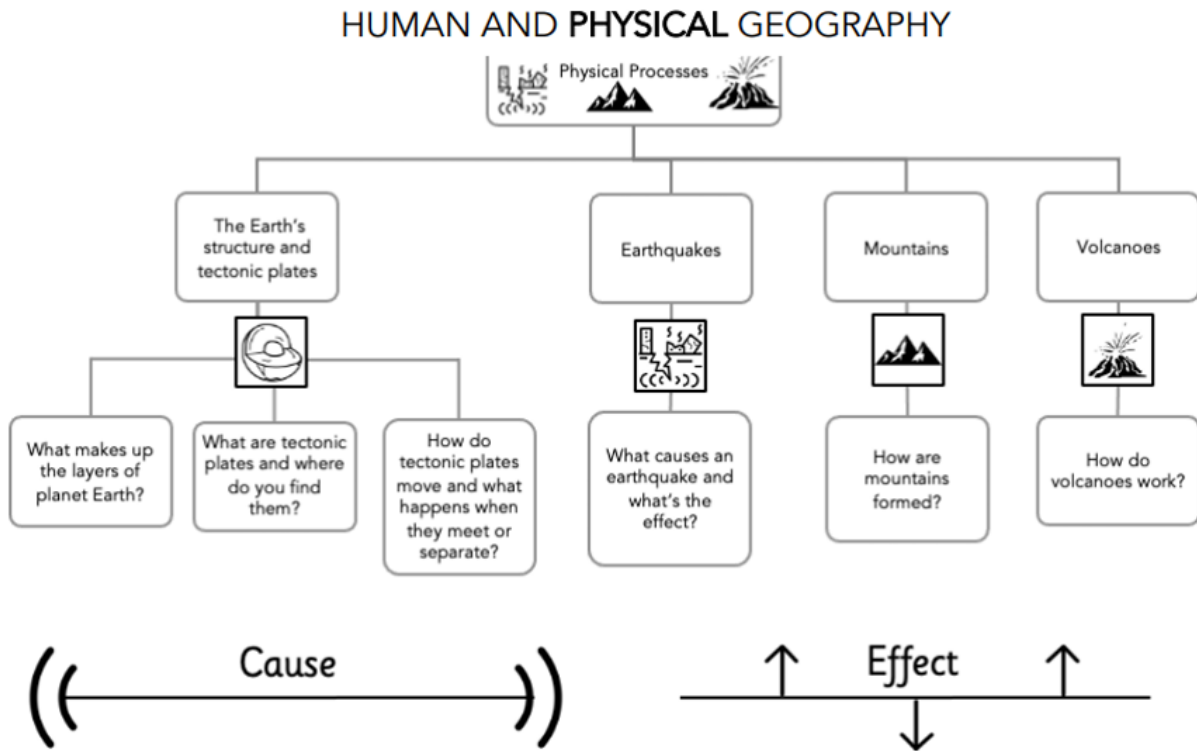 HUMAN AND PHYSICAL GEOGRAPHY
Physical Processes
The Earth's
structure and
tectonic plates
Earthquakes
Mountains
Volcanoes
What makes up
the layers of
planet Earth?
What are tectonic
plates and where
do you find
them?
How do
tectonic plates
move and what
happens when
they meet or
separate?
What causes an
earthquake and
what's the
effect?
How are
mountains
formed?
How do
volcanoes work?
Cause
Effect